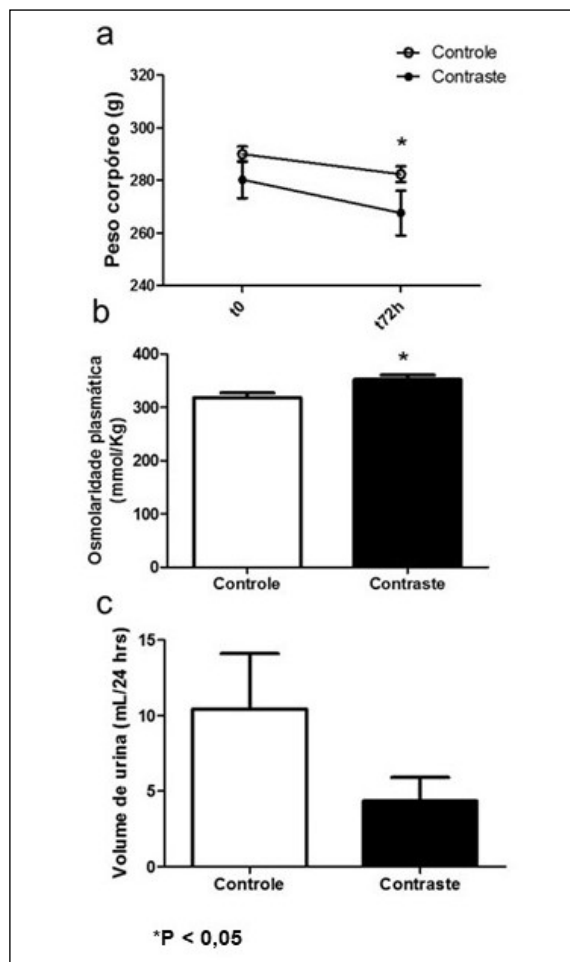 a
Controle
Contraste
Peso corpóreo (g)
320
300
280
260
240
*
t0
t72h
b
Osmolaridade plasmática
(mmol/Kg)
400
300
200
100
0
*
Controle
Contraste
c
Volume de urina (mL/24 hrs)
15
10
5
0
Controle
Contraste
*P < 0,05